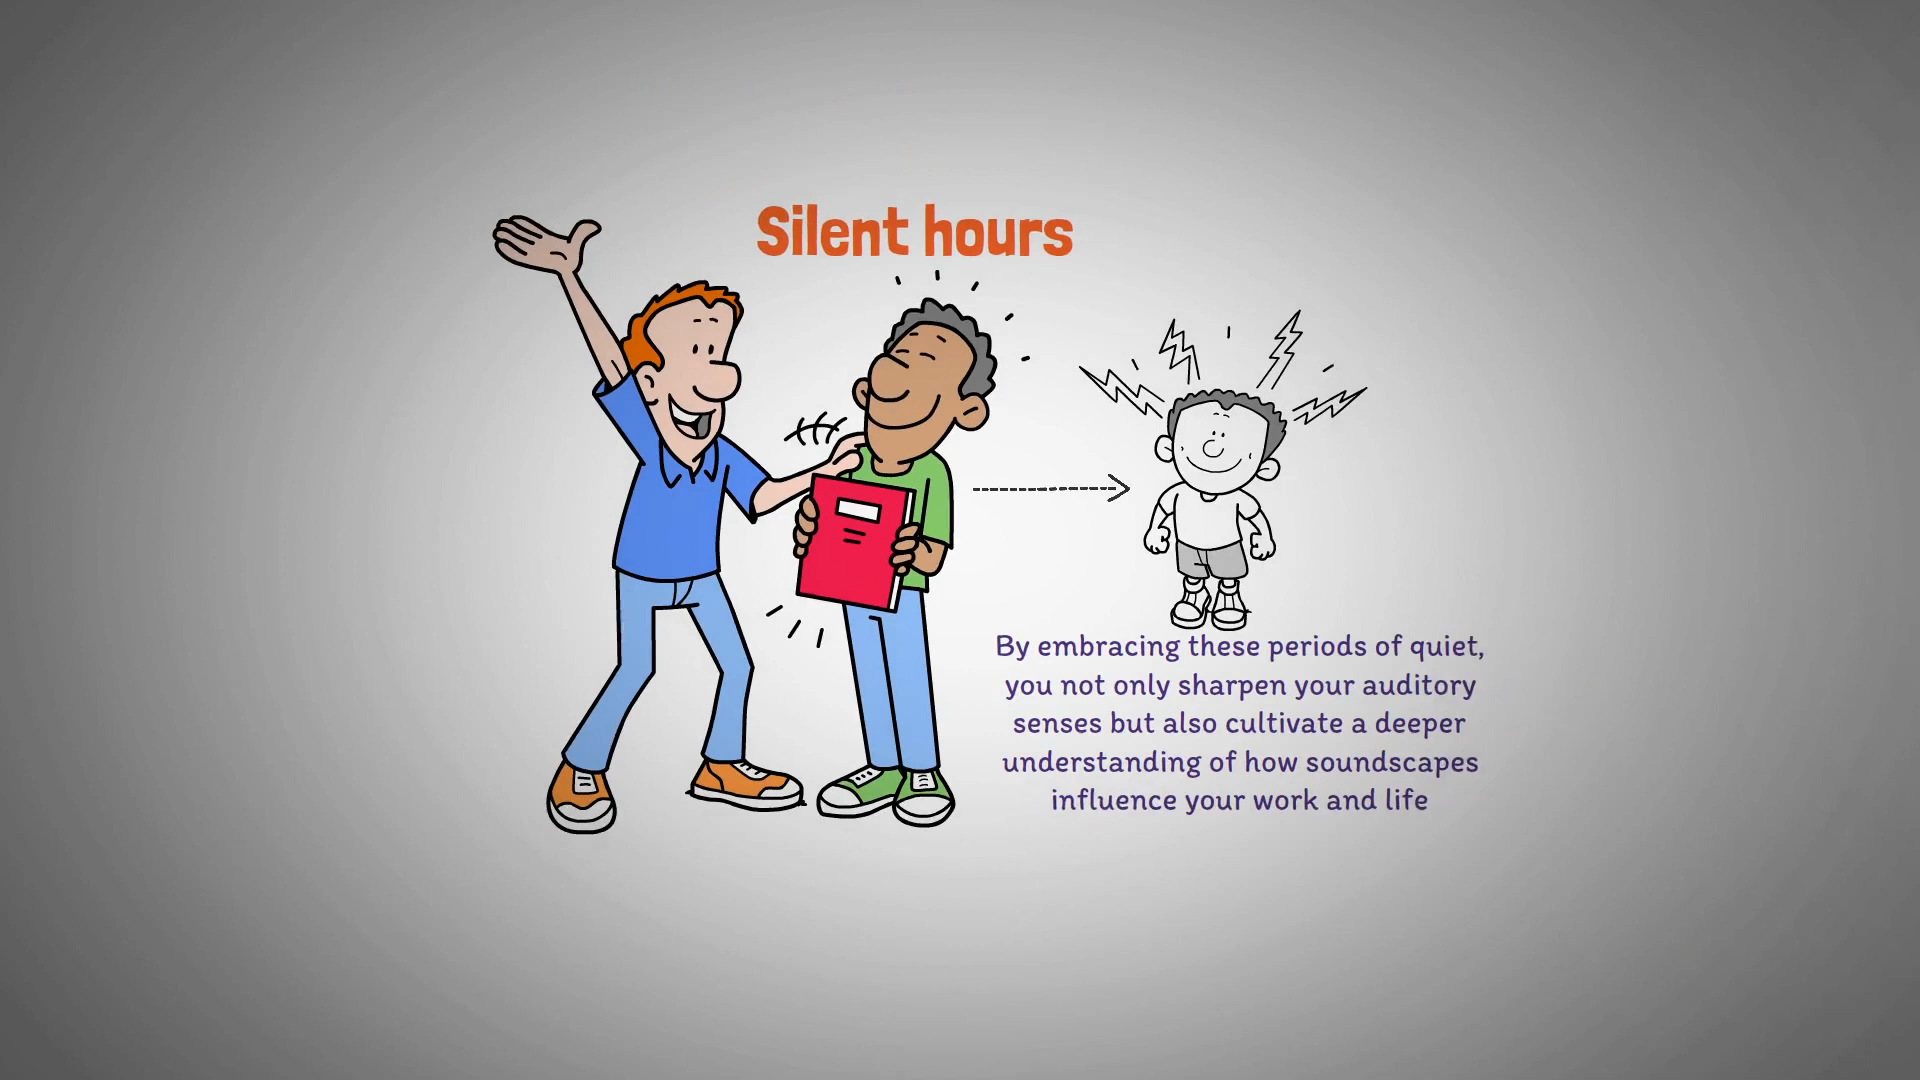 Silent hours
By embracing these periods of quiet,
you not only sharpen your auditory
senses but also cultivate a deeper
understanding of how soundscapes
influence your work and life